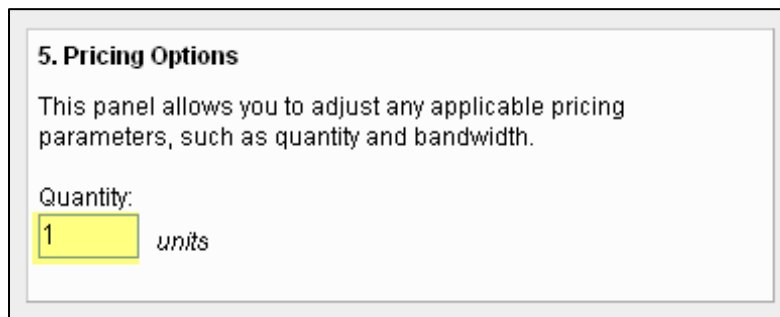 5. Pricing Options
This panel allows you to adjust any applicable pricing
parameters, such as quantity and bandwidth.
Quantity:
1 units